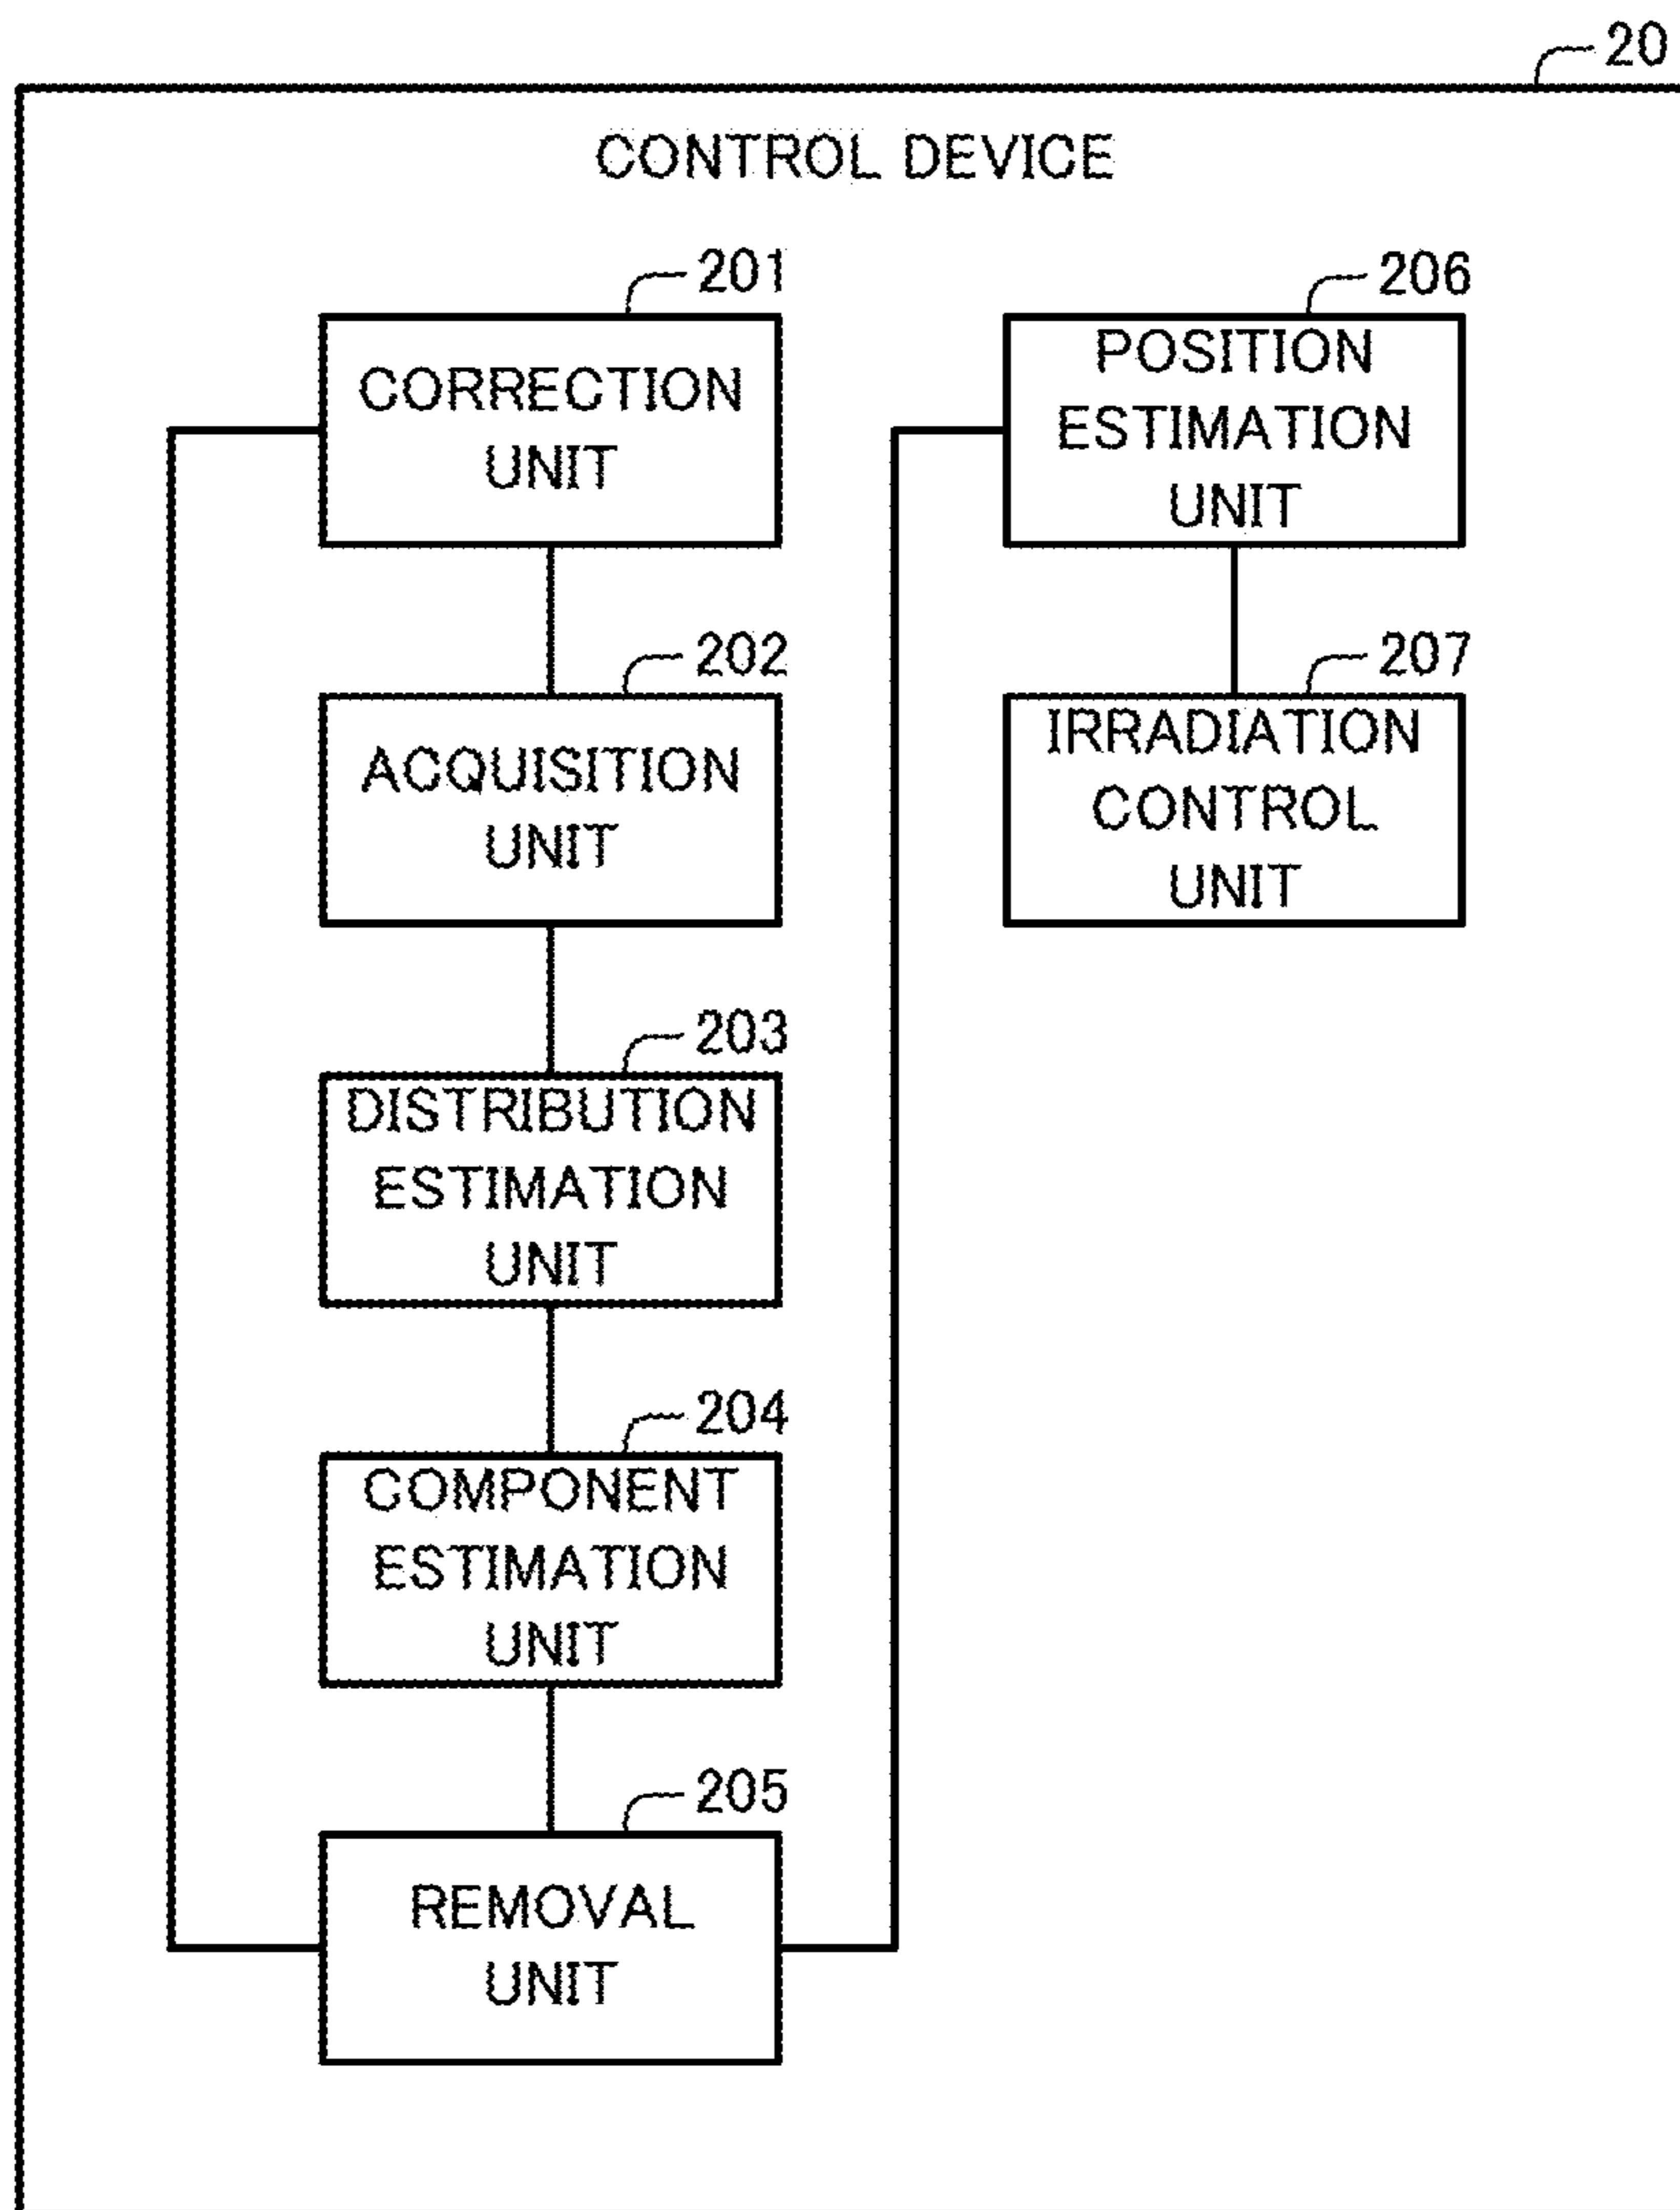 20
CONTROL DEVICE
201
CORRECTION
UNIT
202
ACQUISITION
UNIT
203
DISTRIBUTION
ESTIMATION
UNIT
204
COMPONENT
ESTIMATION
UNIT
205
REMOVAL
UNIT
206
POSITION
ESTIMATION
UNIT
207
IRRADIATION
CONTROL
UNIT